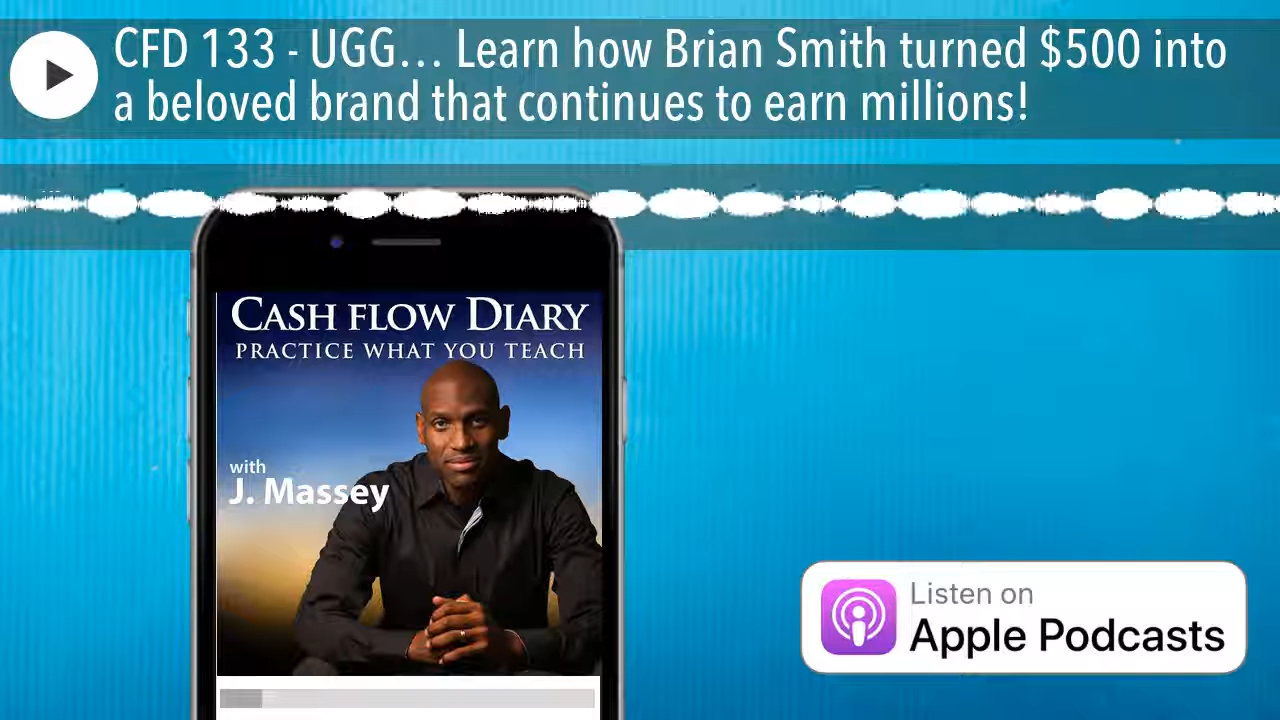 CFD 133 - UGG… Learn how Brian Smith turned $500 into
a beloved brand that continues to earn millions!
CASH FLOW DIARY
PRACTICE WHAT YOU TEACH
with
J. Massey
Listen on
Apple Podcasts